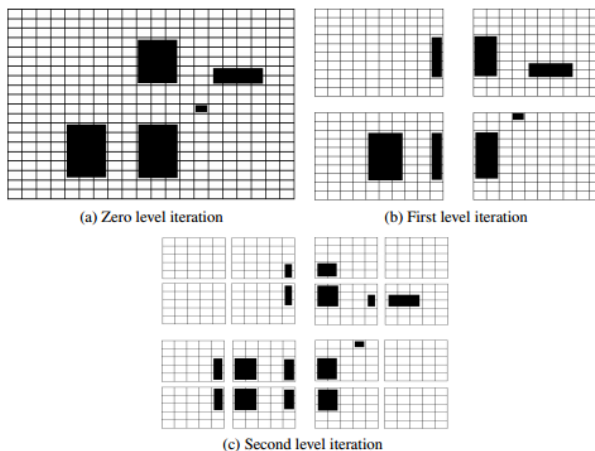 (a) Zero level iteration
(b) First level iteration
(c) Second level iteration